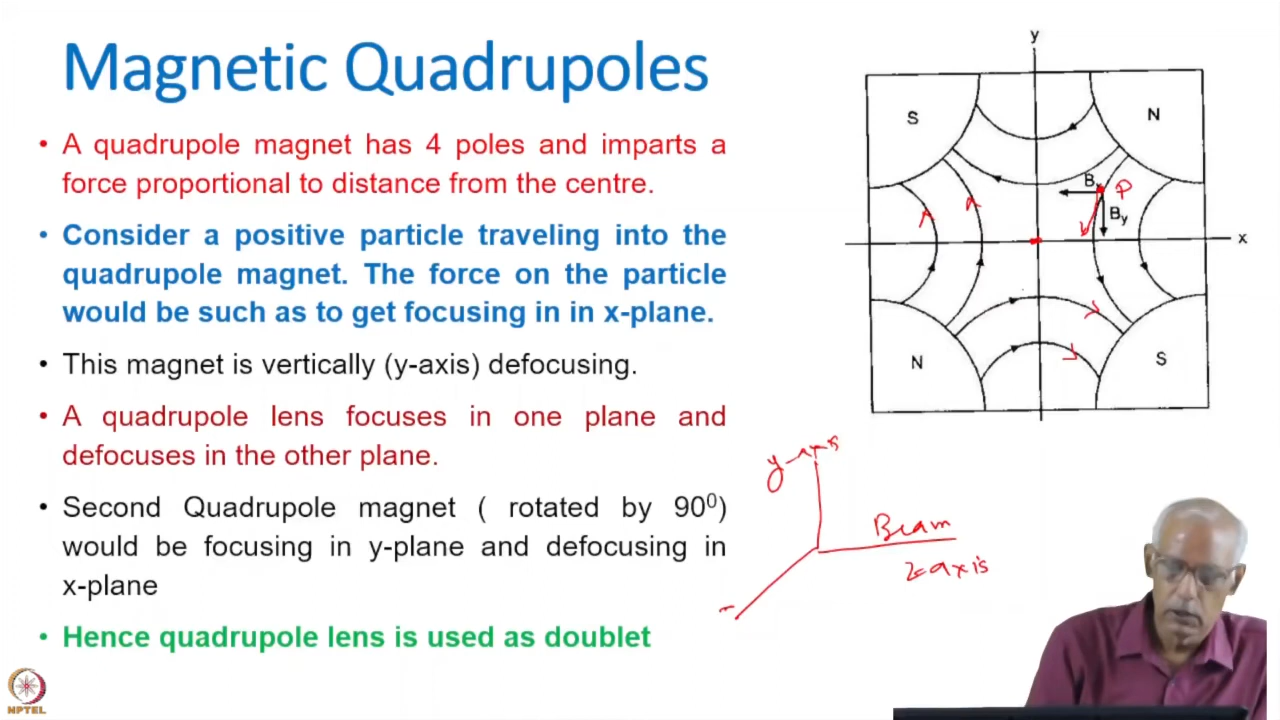 Magnetic Quadrupoles
• A quadrupole magnet has 4 poles and imparts a
force proportional to distance from the centre.
• Consider a positive particle traveling into the
quadrupole magnet. The force on the particle
would be such as to get focusing in in x-plane.
• This magnet is vertically (y-axis) defocusing.
• A quadrupole lens focuses in one plane and
defocuses in the other plane.
• Second Quadrupole magnet ( rotated by 90⁰)
would be focusing in y-plane and defocusing in
x-plane
• Hence quadrupole lens is used as doublet
y
S
N
Bx
P
By
x
N
S
y-axis
Beam
z-axis
NPTEL